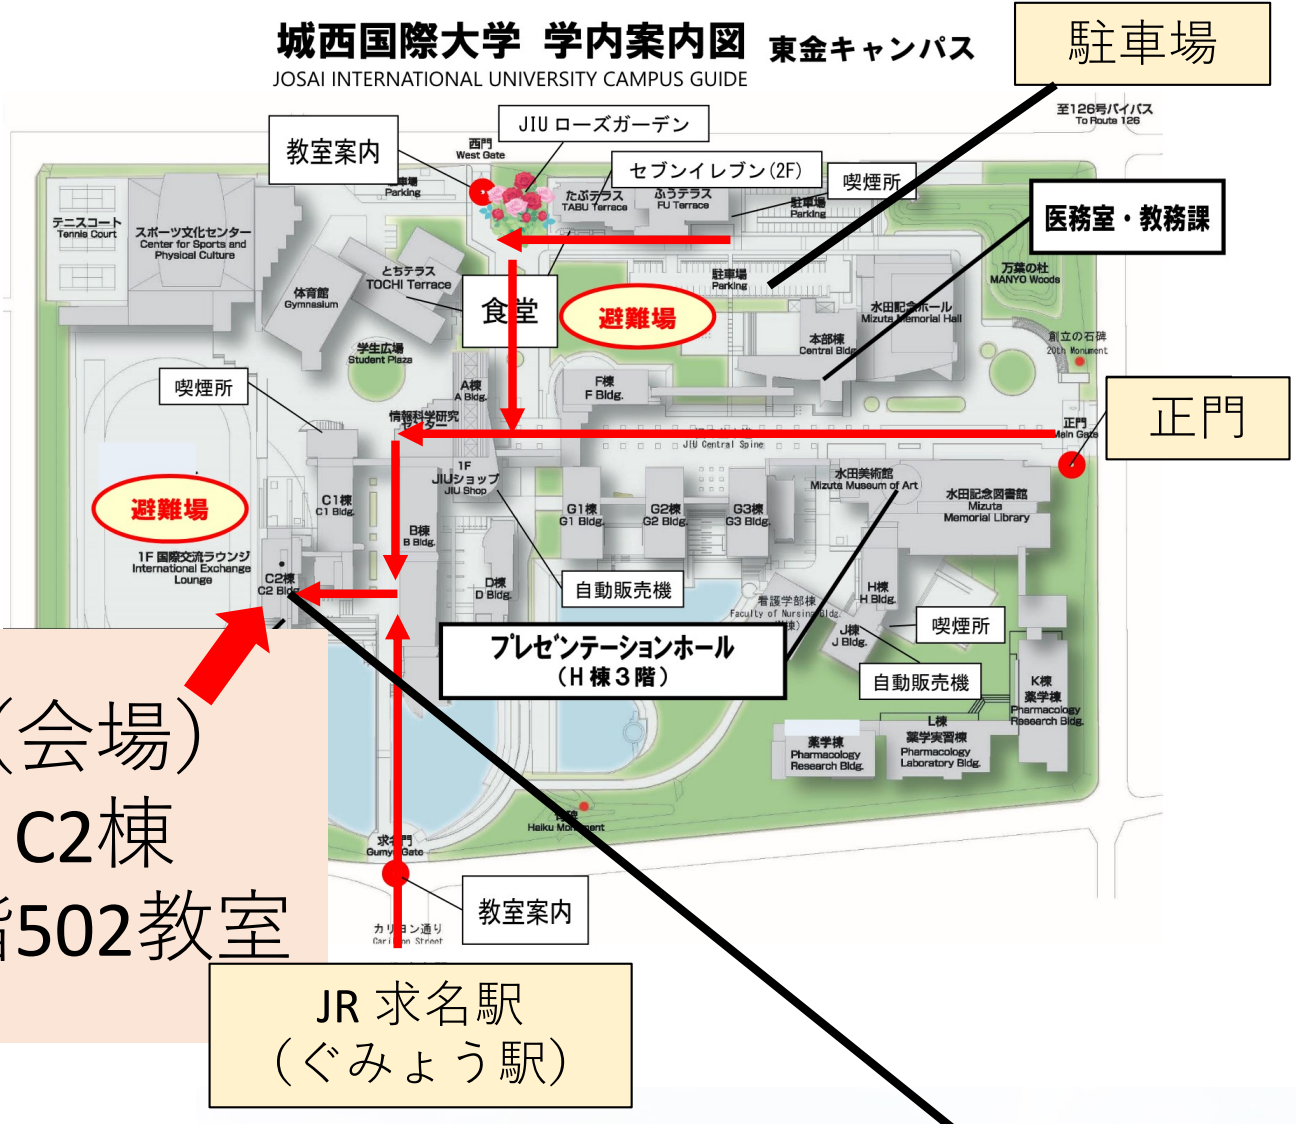 城西国際大学 学内案内図 東金キャンパス
JOSAI INTERNATIONAL UNIVERSITY CAMPUS GUIDE
駐車場
至126号バイパス
To Route 126
JIU ローズガーデン
教室案内
西門
West Gate
セブンイレブン(2F)
喫煙所
車場
Parking
たぶテラス
TABU Terrace
ふうテラス
FU Terrace
駐車場
Parking
医務室・教務課
テニスコート
Tennis Court
スポーツ文化センター
Center for Sports and
Physical Culture
とちテラス
TOCHI Terrace
体育館
Gymnasium
食堂
避難場
駐車場
Parking
万葉の杜
MANYO Woods
水田記念ホール
Mizuta Memorial Hall
本部棟
Central Bldg.
創立の石碑
20th Monument
学生広場
Student Plaza
喫煙所
A棟
A Bldg.
F棟
F Bldg.
正門
情報科学研究
センター
正門
Main Gate
JIU Central Spine
1F
JIUショップ
JIU Shop
水田美術館
Mizuta Museum of Art
水田記念図書館
Mizuta
Memorial Library
避難場
C1棟
C1 Bldg.
G1棟
G1 Bldg.
G2棟
G2 Bldg.
G3棟
G3 Bldg.
B棟
B Bldg.
1F 国際交流ラウンジ
International Exchange
Lounge
C2棟
C2 Bldg.
D棟
D Bldg.
自動販売機
看護学部棟
Faculty of Nursing Bldg.
棟)
H棟
H Bldg.
J棟
J Bldg.
喫煙所
プレゼンテーションホール
(H棟3階)
自動販売機
K棟
薬学棟
Pharmacology
Research Bldg.
L棟
薬学実習棟
Pharmacology
Laboratory Bldg.
薬学棟
Pharmacology
Research Bldg.
(会場)
C2棟
階502教室
Haiku Monument
求名門
Gumyo Gate
教室案内
カリヨン通り
Carillon Street
JR 求名駅
(ぐみょう駅)